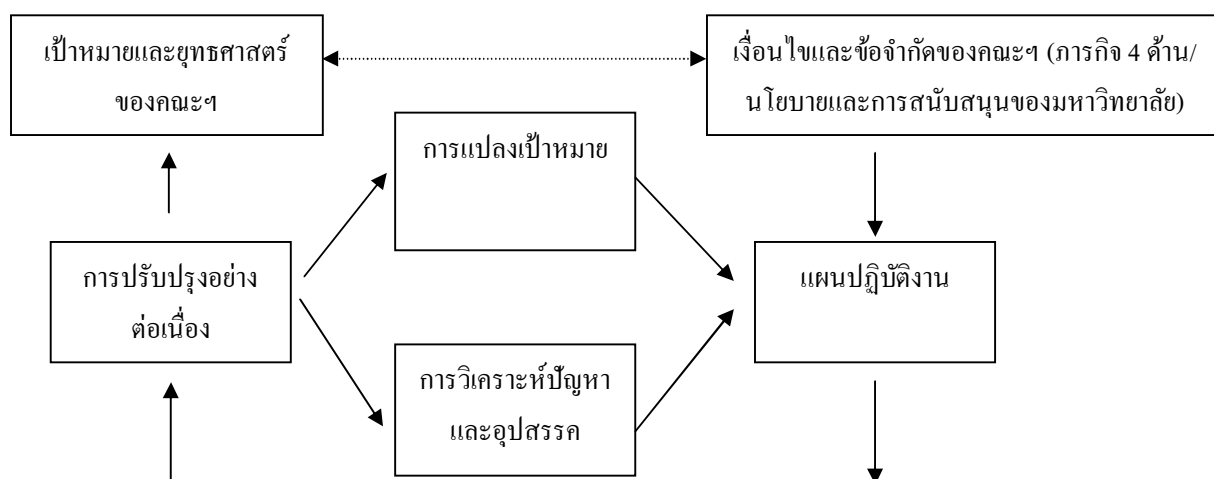 เป้าหมายและยุทธศาสตร์
ของคณะฯ
เงื่อนไขและข้อจำกัดของคณะฯ (ภารกิจ 4 ด้าน/
นโยบายและการสนับสนุนของมหาวิทยาลัย)
การแปลงเป้าหมาย
การปรับปรุงอย่าง
ต่อเนื่อง
แผนปฏิบัติงาน
การวิเคราะห์ปัญหา
และอุปสรรค